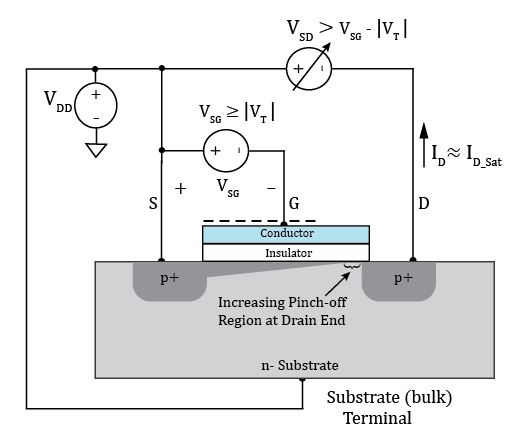 V_SD > V_SG - |V_T|
+ -
V_DD
+
-
V_SG ≥ |V_T|
+ -
I_D ≈ I_D_Sat
+ V_SG −
S G D
Conductor
Insulator
p+ p+
Increasing Pinch-off
Region at Drain End
n- Substrate
Substrate (bulk)
Terminal